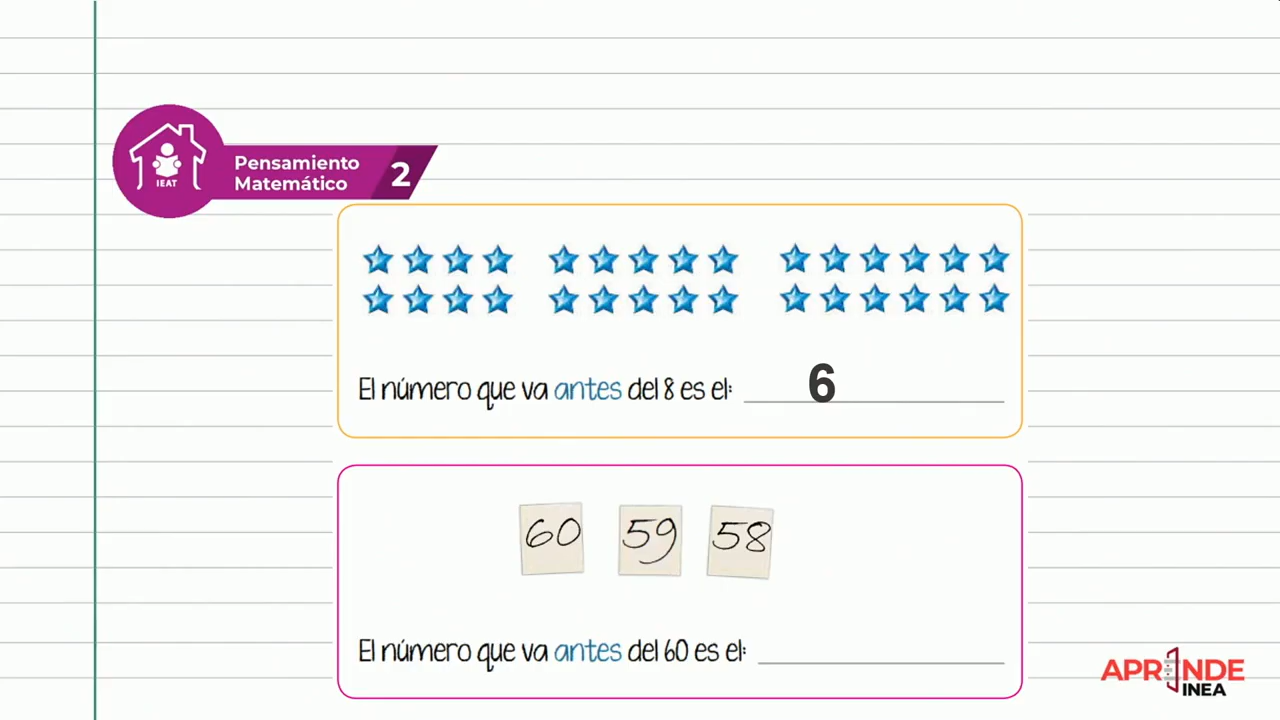 IEAT
Pensamiento
Matemático
2
El número que va antes del 8 es el: 6
60 59 58
El número que va antes del 60 es el:
APRENDE
INEA